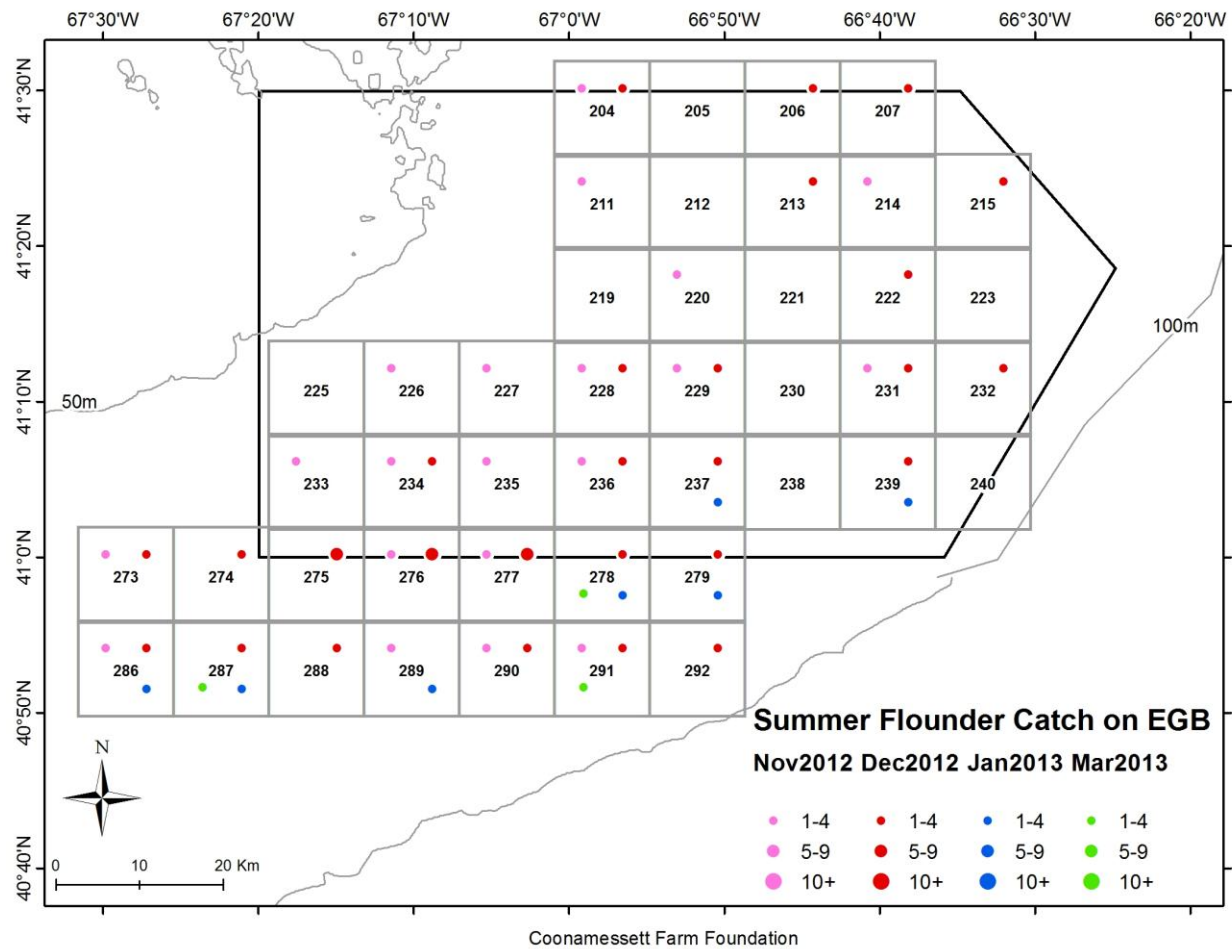 67°30'W 67°20'W 67°10'W 67°0'W 66°50'W 66°40'W 66°30'W 66°20'W
41°30'N
204 205 206 207
211 212 213 214 215
41°20'N
219 220 221 222 223
100m
225 226 227 228 229 230 231 232
41°10'N
50m
233 234 235 236 237 238 239 240
41°0'N
273 274 275 276 277 278 279
286 287 288 289 290 291 292
40°50'N
Summer Flounder Catch on EGB
Nov2012 Dec2012 Jan2013 Mar2013
N
1-4 1-4 1-4 1-4
5-9 5-9 5-9 5-9
10+ 10+ 10+ 10+
40°40'N
0 10 20 Km
Coonamessett Farm Foundation